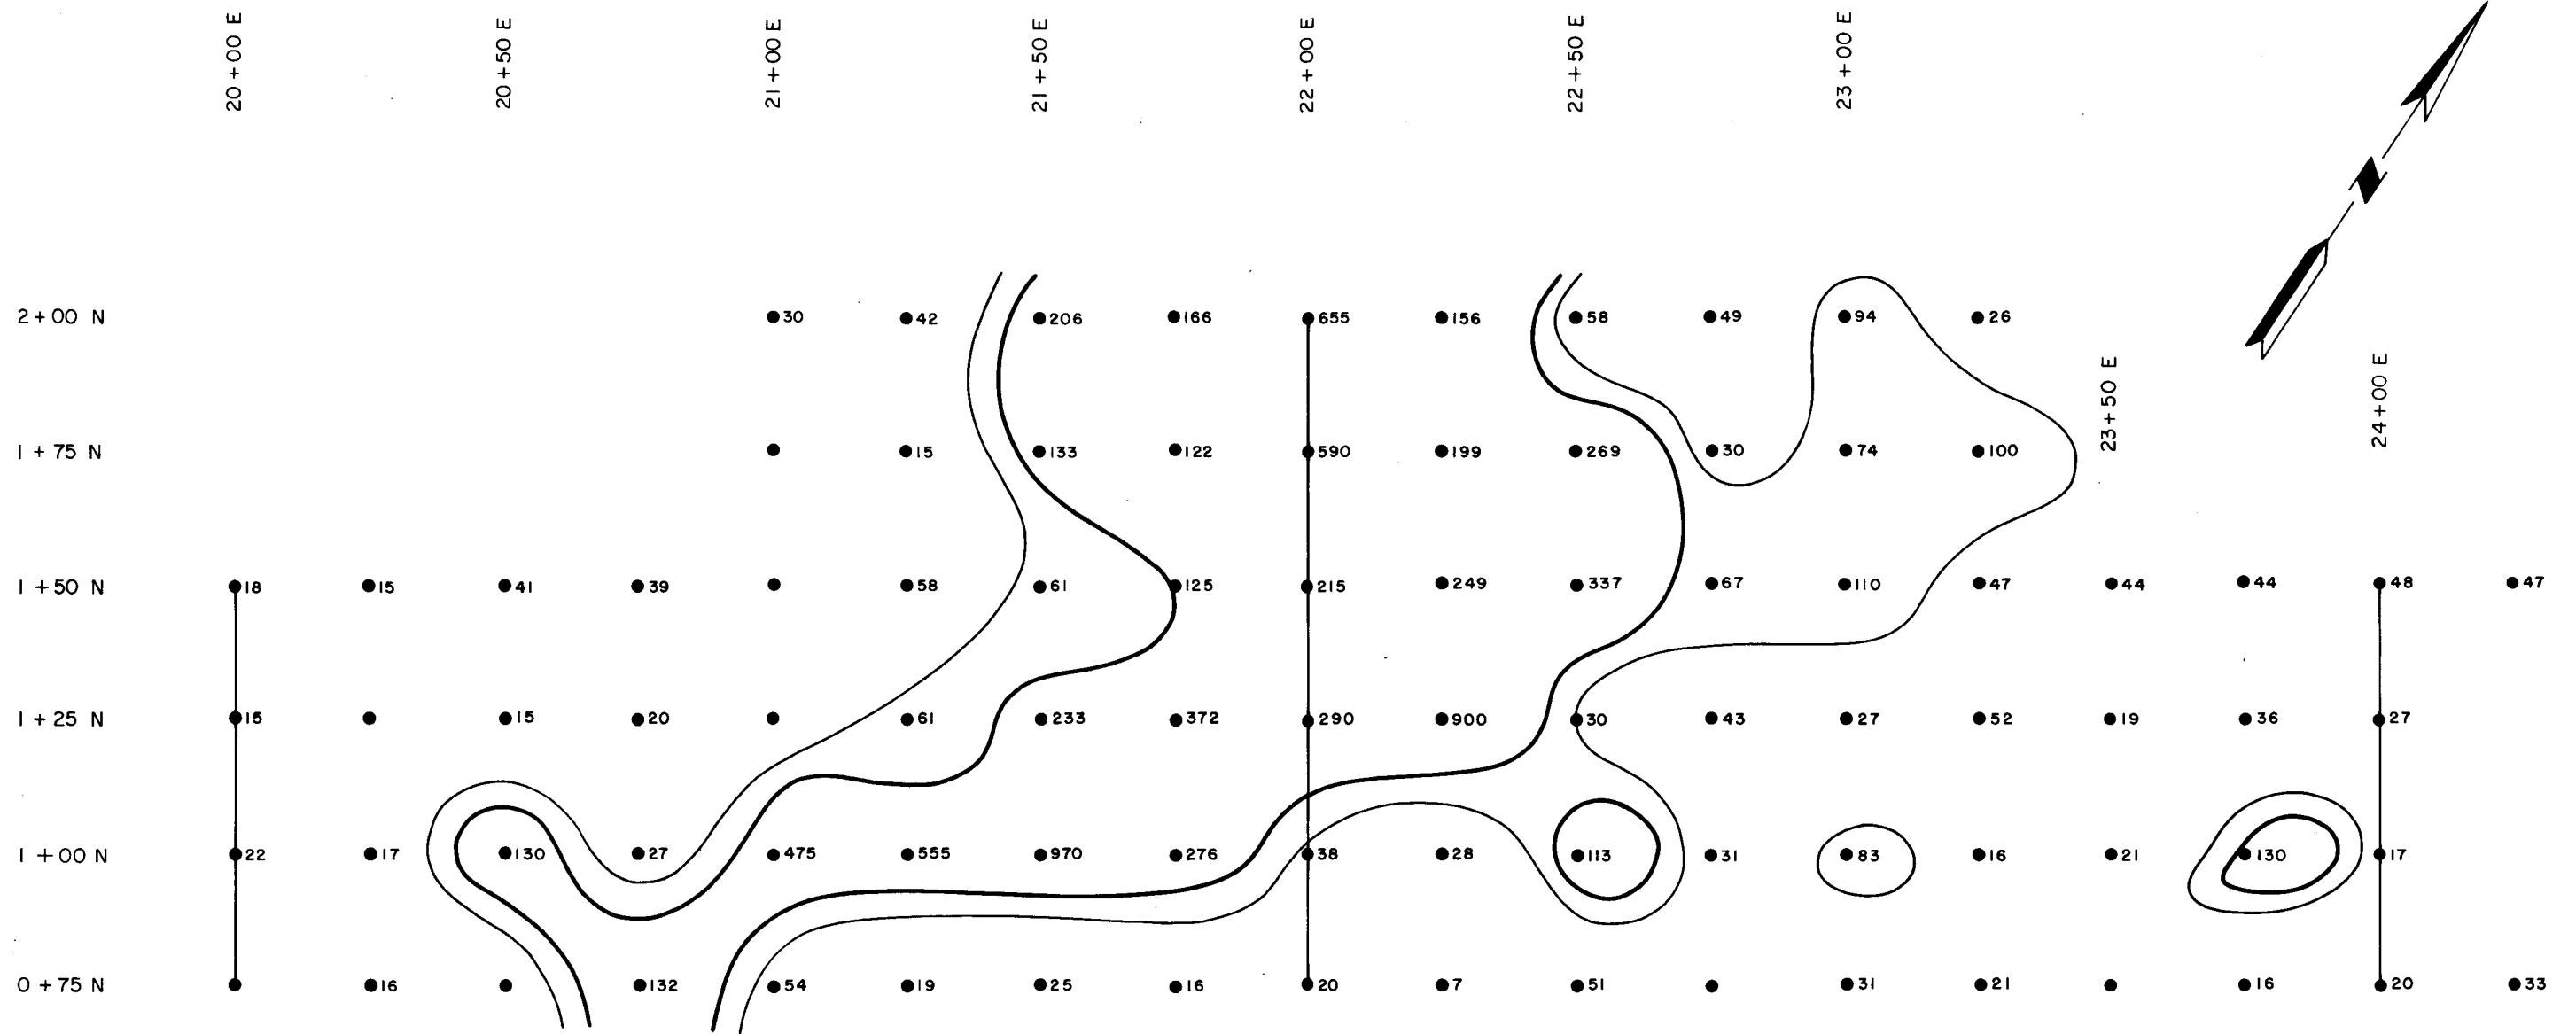 20+00 E 20+50 E 21+00 E 21+50 E 22+00 E 22+50 E 23+00 E
2+00 N 30 42 206 166 655 156 58 49 94 26
23+50 E 24+00 E
1+75 N 15 133 122 590 199 269 30 74 100
1+50 N 18 15 41 39 58 61 125 215 249 337 67 110 47 44 44 48 47
1+25 N 15 15 20 61 233 372 290 900 30 43 27 52 19 36 27
1+00 N 22 17 130 27 475 555 970 276 38 28 113 31 83 16 21 130 17
0+75 N 16 132 54 19 25 16 20 7 51 31 21 16 20 33